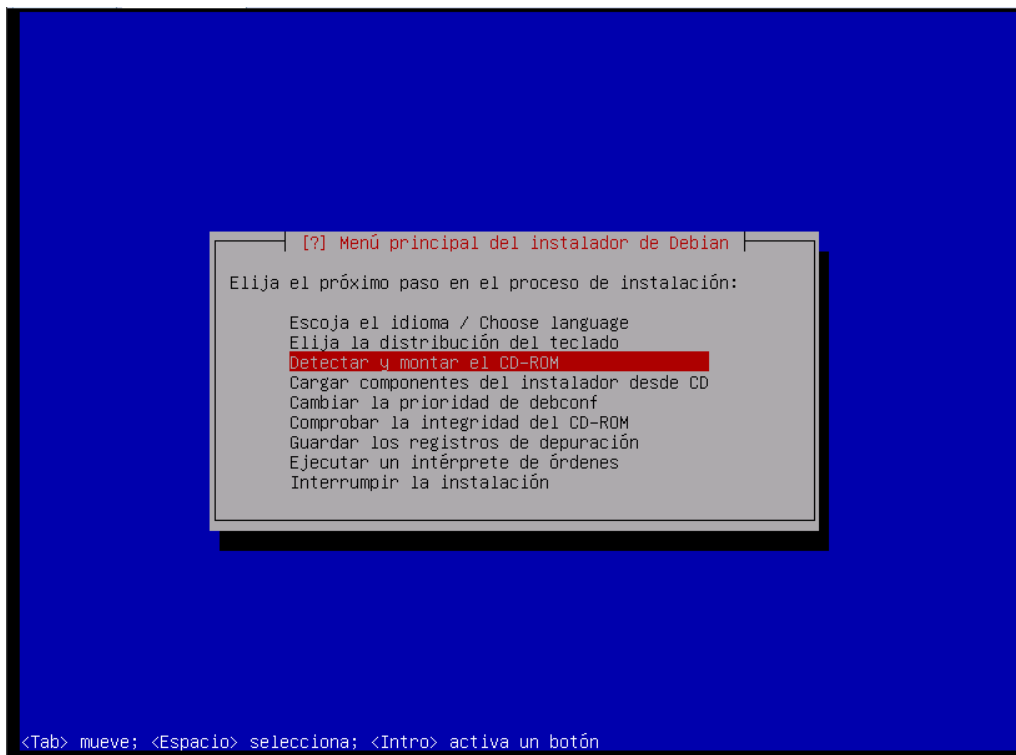 [?] Menú principal del instalador de Debian
Elija el próximo paso en el proceso de instalación:
Escoja el idioma / Choose language
Elija la distribución del teclado
Detectar y montar el CD-ROM
Cargar componentes del instalador desde CD
Cambiar la prioridad de debconf
Comprobar la integridad del CD-ROM
Guardar los registros de depuración
Ejecutar un intérprete de órdenes
Interrumpir la instalación
<Tab> mueve; <Espacio> selecciona; <Intro> activa un botón